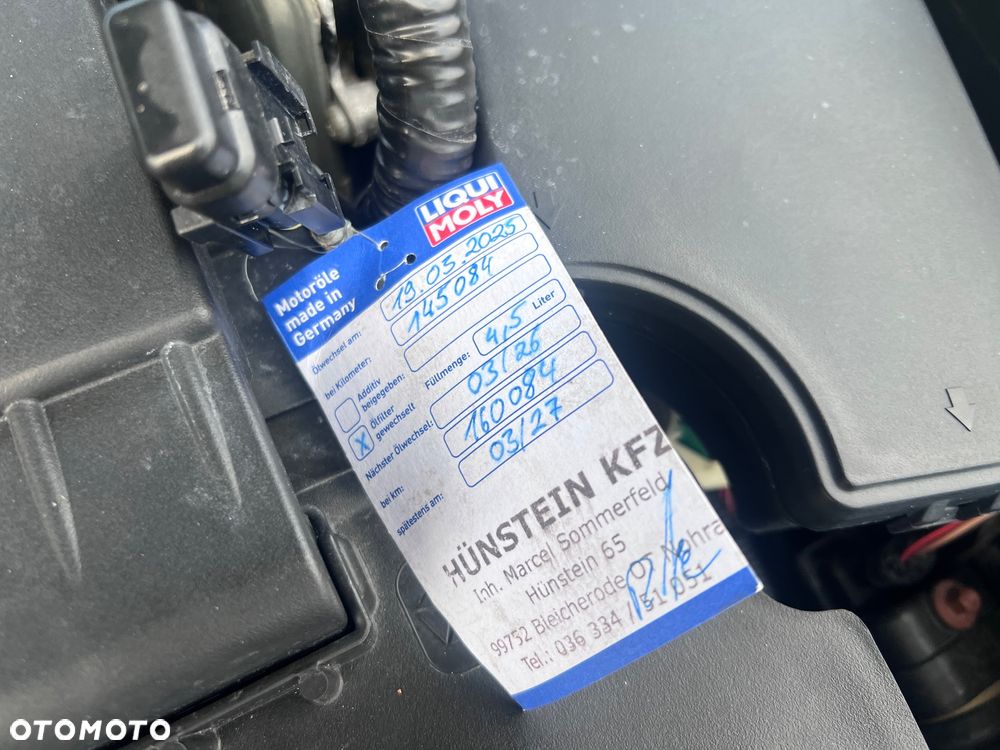 LIQUI
MOLY
Motoröle
made in
Germany
Ölwechsel am: 19.03.2025
bei Kilometer: 145084
Additiv
beigegeben:
X Ölfilter
gewechselt
Füllmenge: 4,5 Liter
Nächster Ölwechsel: 03/26
bei km: 160084
spätestens am: 03/27
HÜNSTEIN KFZ
Inh. Marcel Sommerfeld
Hünstein 65
99752 Bleicherode OT Nohra
Tel.: 036 334 / 51 051
OTOMOTO